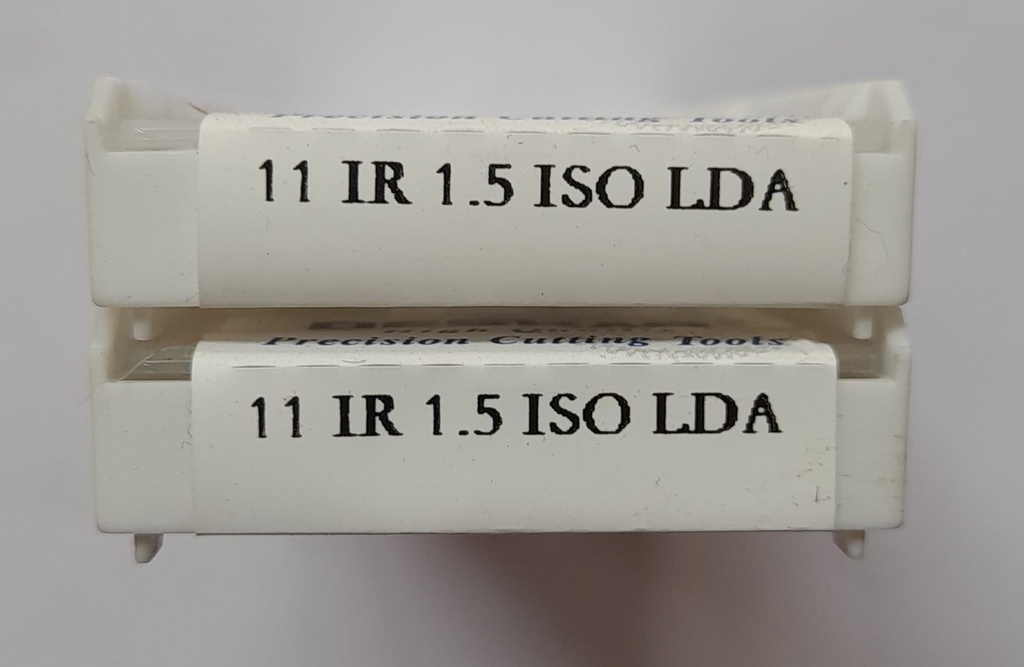 Precision Cutting Tools
11 IR 1.5 ISO LDA
Precision Cutting Tools
11 IR 1.5 ISO LDA